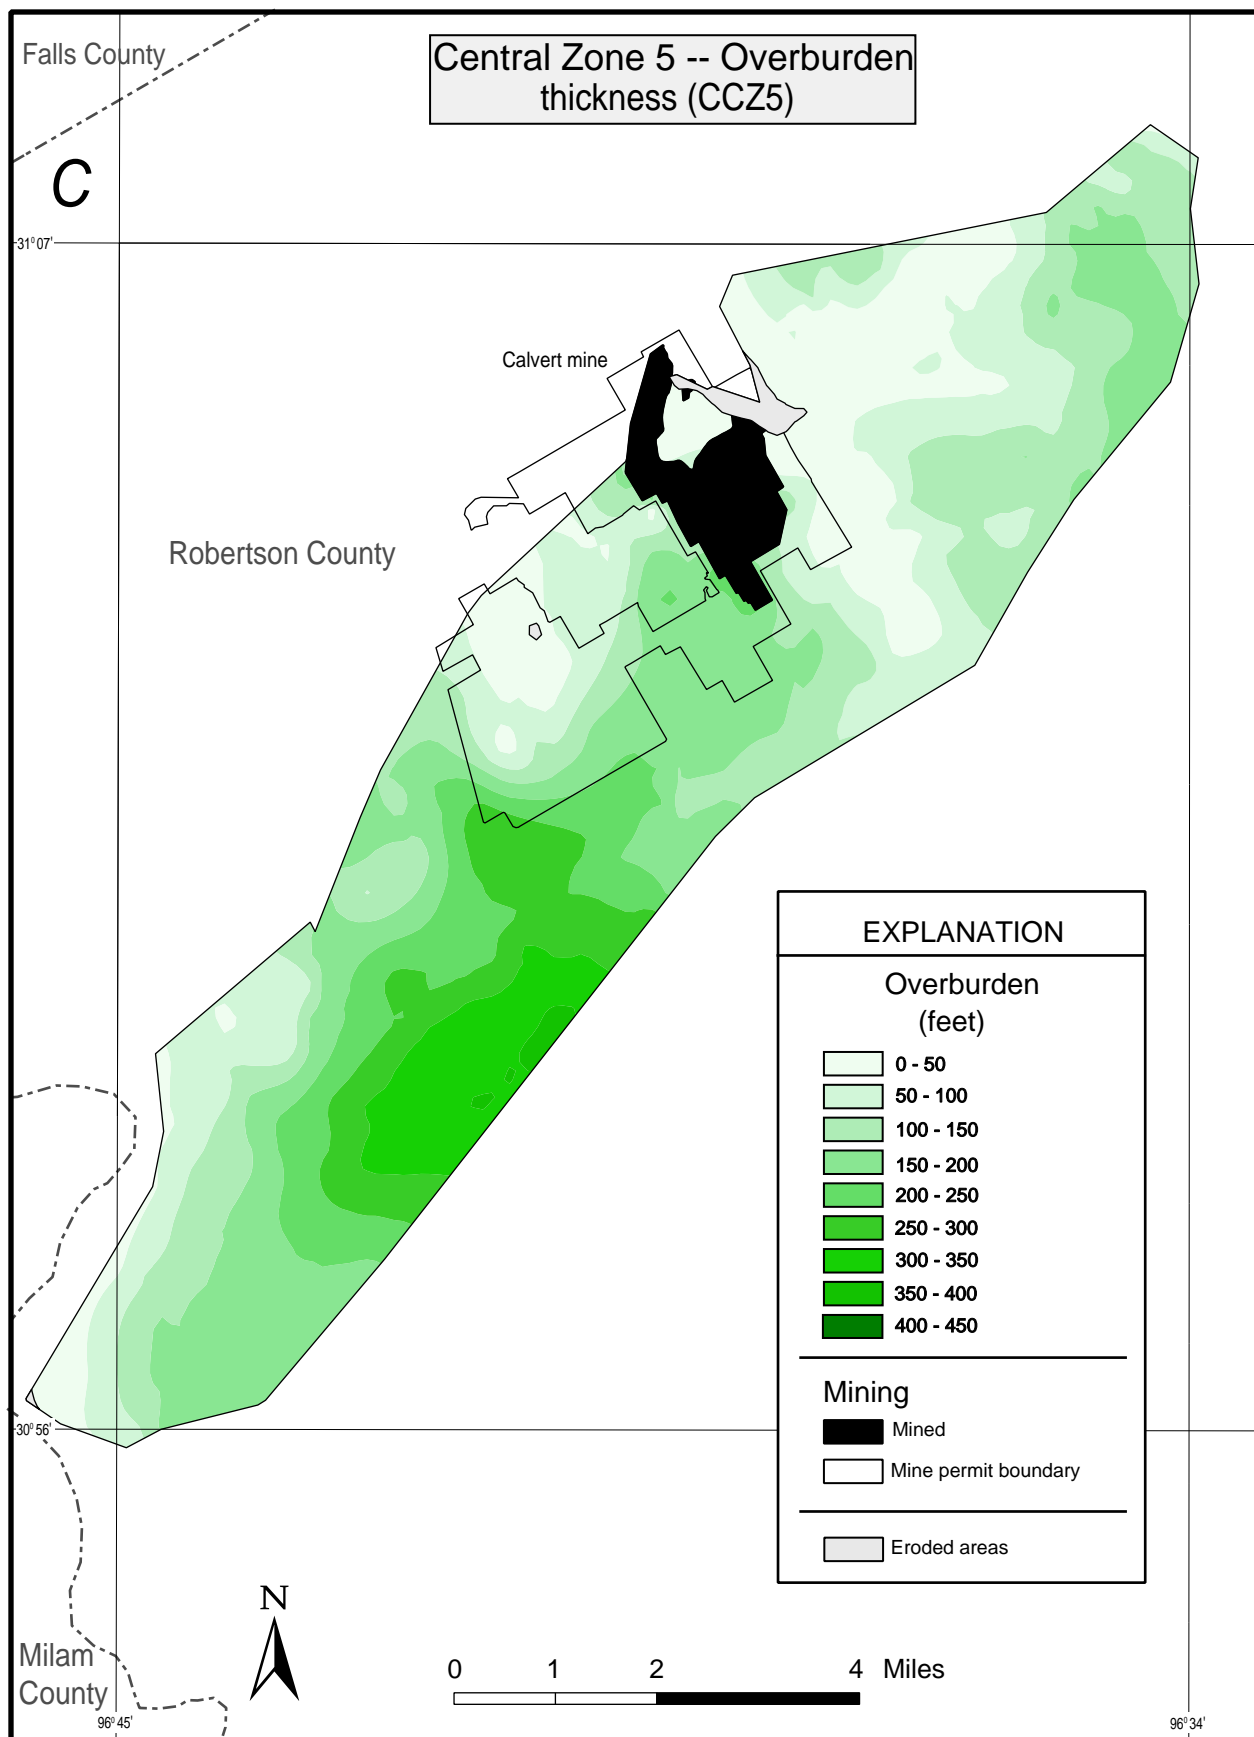 Falls County
Central Zone 5 -- Overburden
thickness (CCZ5)
C
31°07'
Calvert mine
Robertson County
EXPLANATION
Overburden
(feet)
0 - 50
50 - 100
100 - 150
150 - 200
200 - 250
250 - 300
300 - 350
350 - 400
400 - 450
Mining
Mined
Mine permit boundary
Eroded areas
30°56'
N
Milam
County
0 1 2 4 Miles
96°45'
96°34'